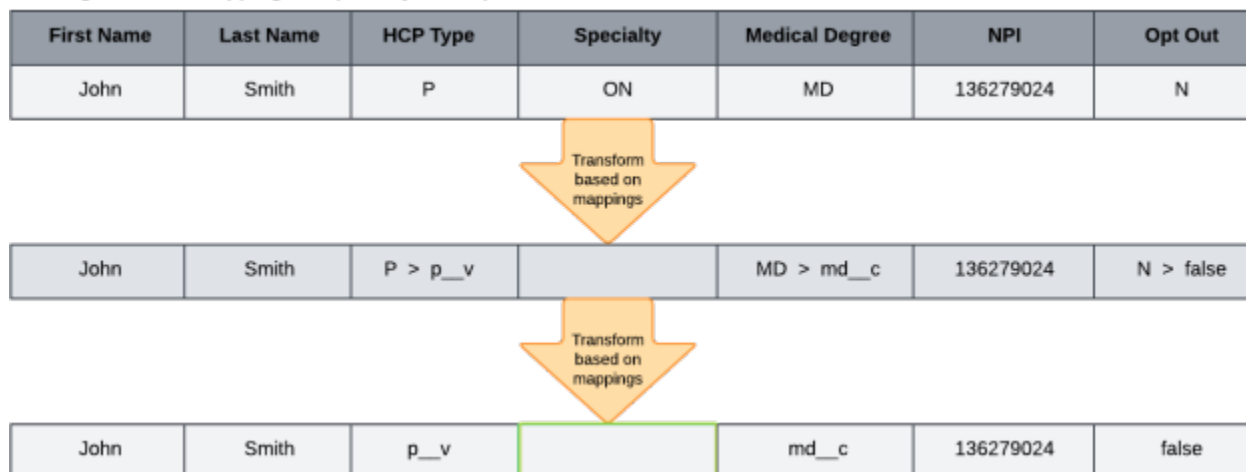 First Name Last Name HCP Type Specialty Medical Degree NPI Opt Out
John Smith P ON MD 136279024 N
Transform
based on
mappings
John Smith P > p__v MD > md__c 136279024 N > false
Transform
based on
mappings
John Smith p__v md__c 136279024 false